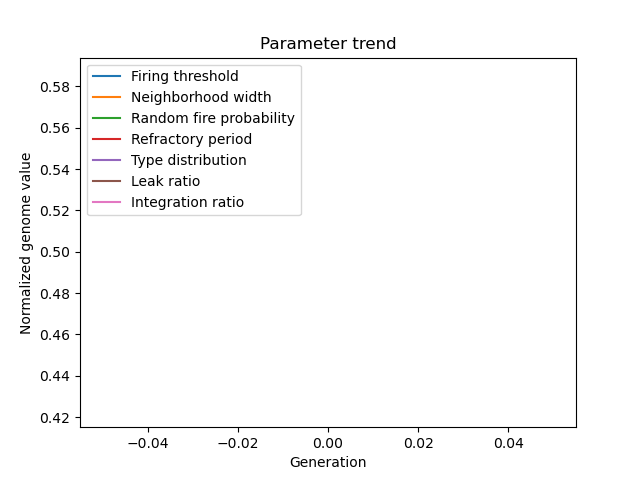 Parameter trend
Firing threshold
Neighborhood width
Random fire probability
Refractory period
Type distribution
Leak ratio
Integration ratio
Normalized genome value
0.58
0.56
0.54
0.52
0.50
0.48
0.46
0.44
0.42
−0.04
−0.02
0.00
0.02
0.04
Generation